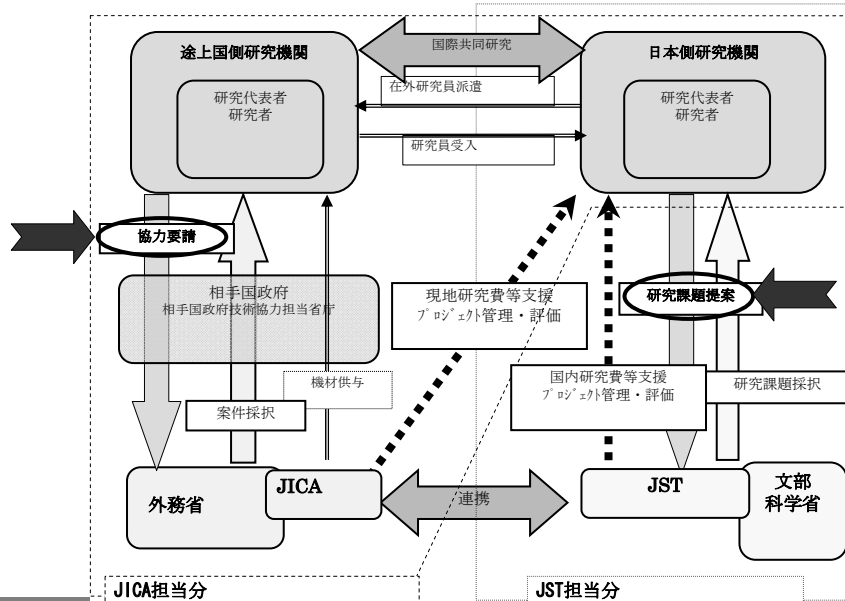 途上国側研究機関
国際共同研究
日本側研究機関
研究代表者
研究者
在外研究員派遣
研究代表者
研究者
研究員受入
協力要請
相手国政府
相手国政府技術協力担当省庁
現地研究費等支援
ﾌﾟﾛｼﾞｪｸﾄ管理・評価
研究課題提案
機材供与
国内研究費等支援
ﾌﾟﾛｼﾞｪｸﾄ管理・評価
研究課題採択
案件採択
外務省
JICA
連携
JST
文部
科学省
JICA担当分
JST担当分